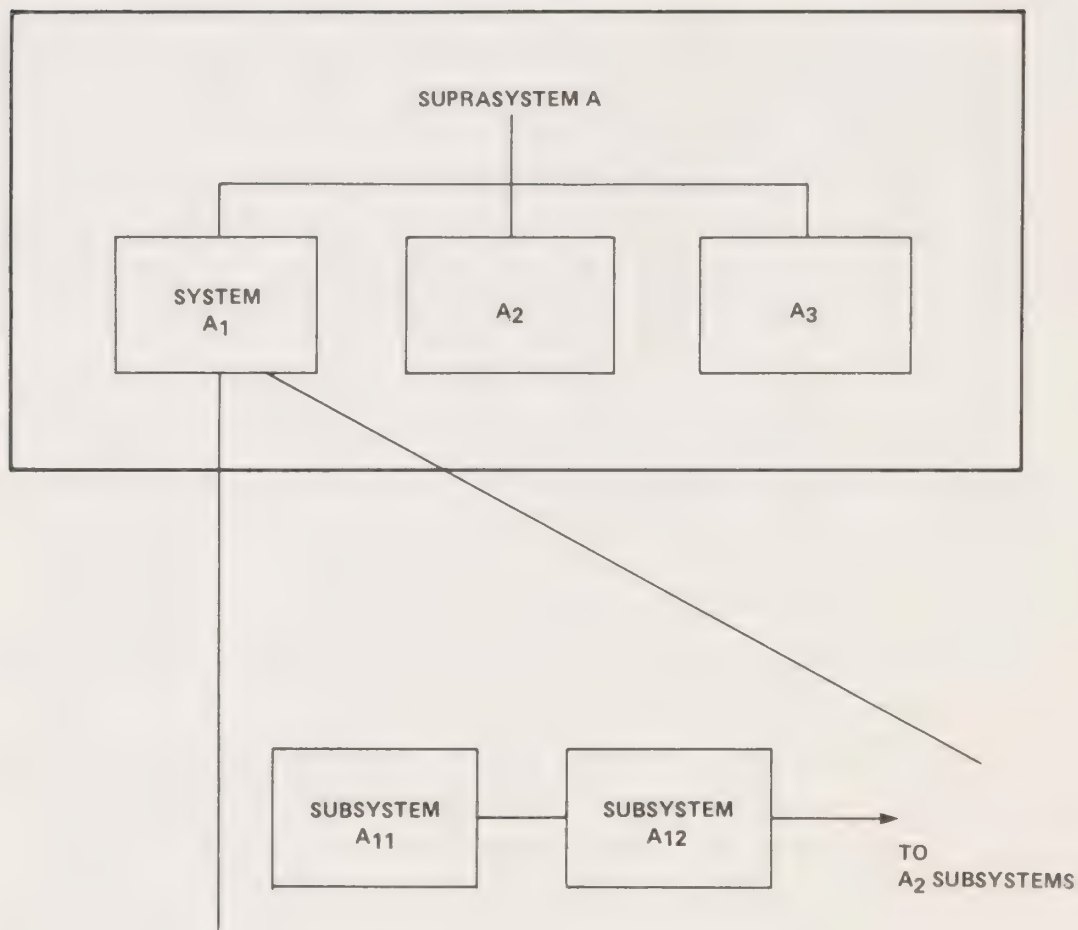 SUPRASYSTEM A
SYSTEM
A1
A2
A3
SUBSYSTEM
A11
SUBSYSTEM
A12
TO
A2 SUBSYSTEMS